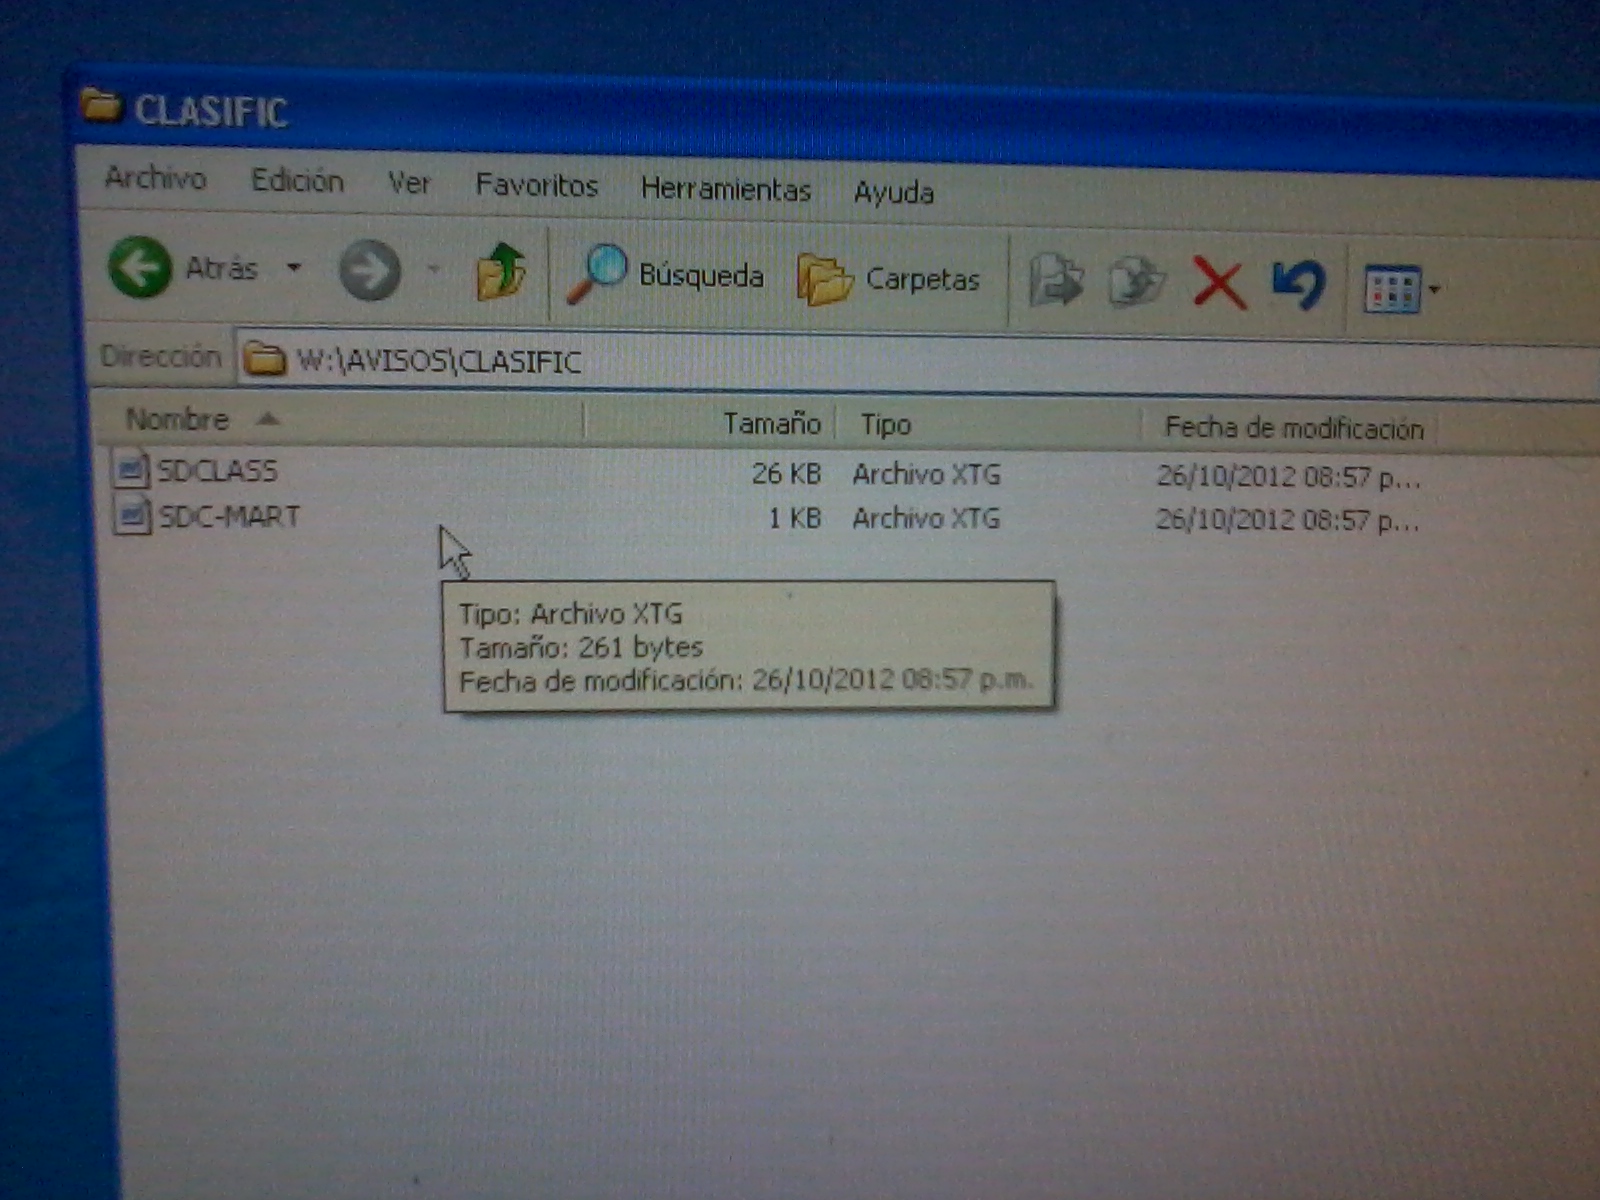 CLASIFIC
Archivo Edición Ver Favoritos Herramientas Ayuda
Atrás Búsqueda Carpetas
Dirección W:\AVISOS\CLASIFIC
Nombre Tamaño Tipo Fecha de modificación
SDCLASS 26 KB Archivo XTG 26/10/2012 08:57 p...
SDC-MART 1 KB Archivo XTG 26/10/2012 08:57 p...
Tipo: Archivo XTG
Tamaño: 261 bytes
Fecha de modificación: 26/10/2012 08:57 p.m.